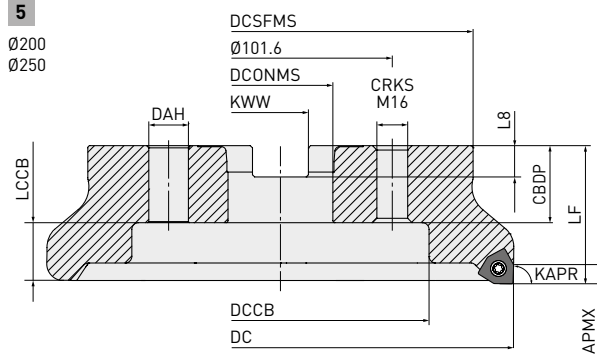 5
Ø200
Ø250
DCSFMS
Ø101.6
DCONMS
KWW
CRKS
M16
DAH
L8
LCCB
CBDP
LF
KAPR
APMX
DCCB
DC